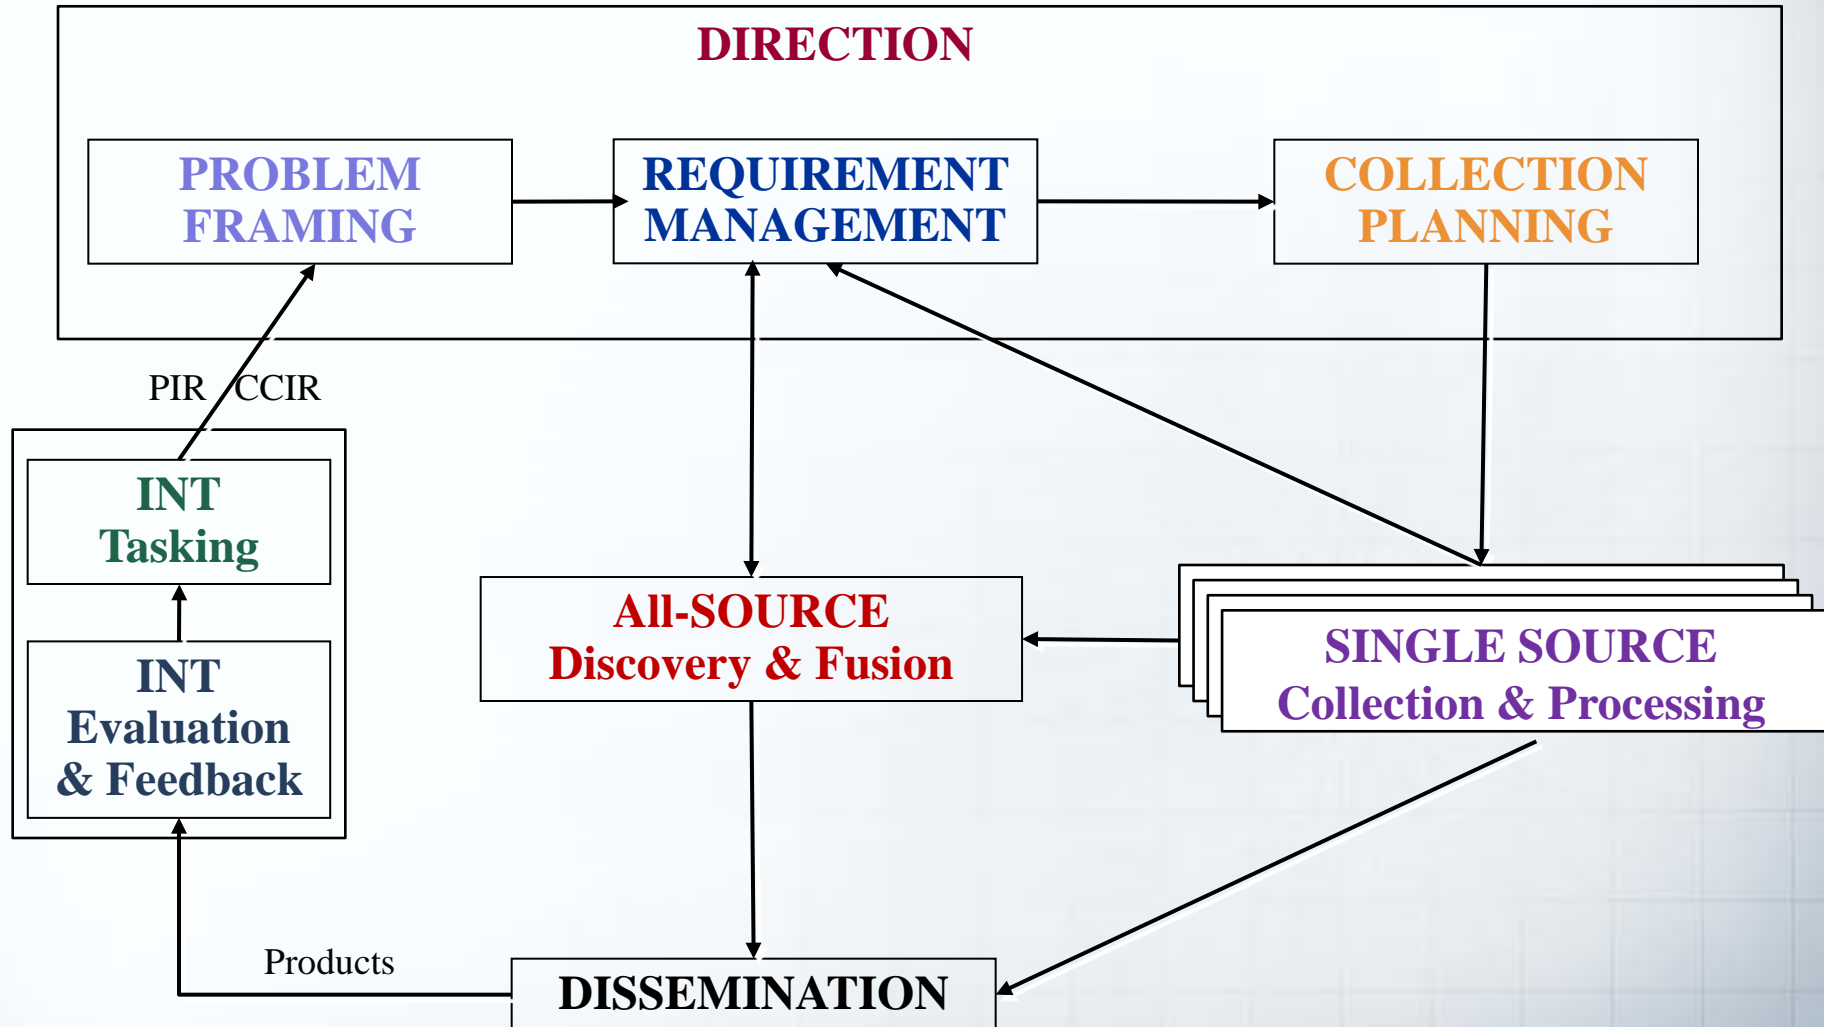 DIRECTION
PROBLEM
FRAMING
REQUIREMENT
MANAGEMENT
COLLECTION
PLANNING
PIR CCIR
INT
Tasking
INT
Evaluation
& Feedback
All-SOURCE
Discovery & Fusion
SINGLE SOURCE
Collection & Processing
Products
DISSEMINATION